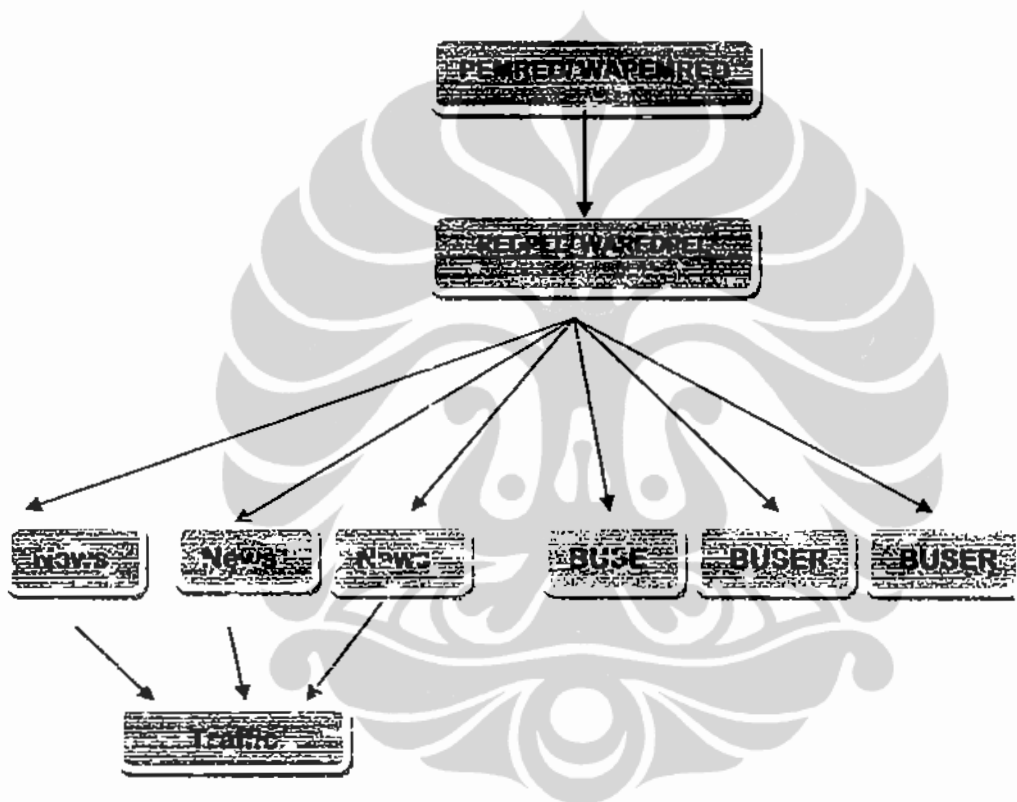 PEMRED/WAPEMRED
REDPEL/WAREDPEL
News
News
News
BUSE
BUSER
BUSER
Traffic